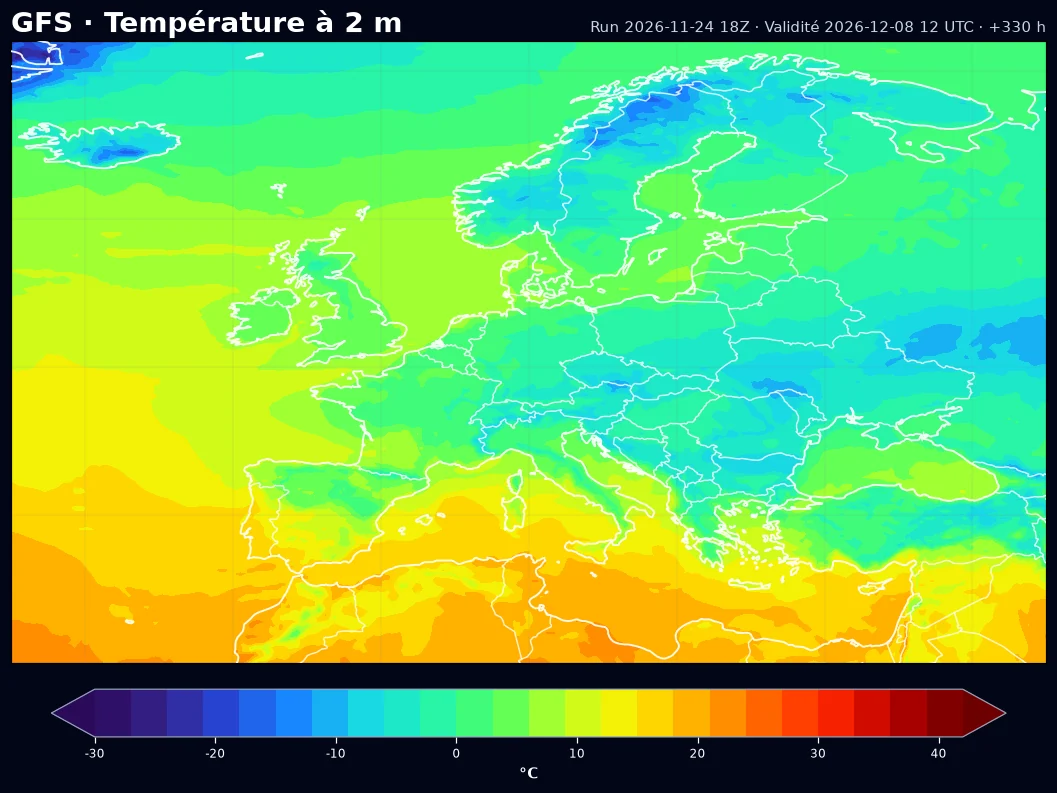 GFS · Température à 2 m
Run 2026-11-24 18Z · Validité 2026-12-08 12 UTC · +330 h
-30 -20 -10 0 10 20 30 40
°C